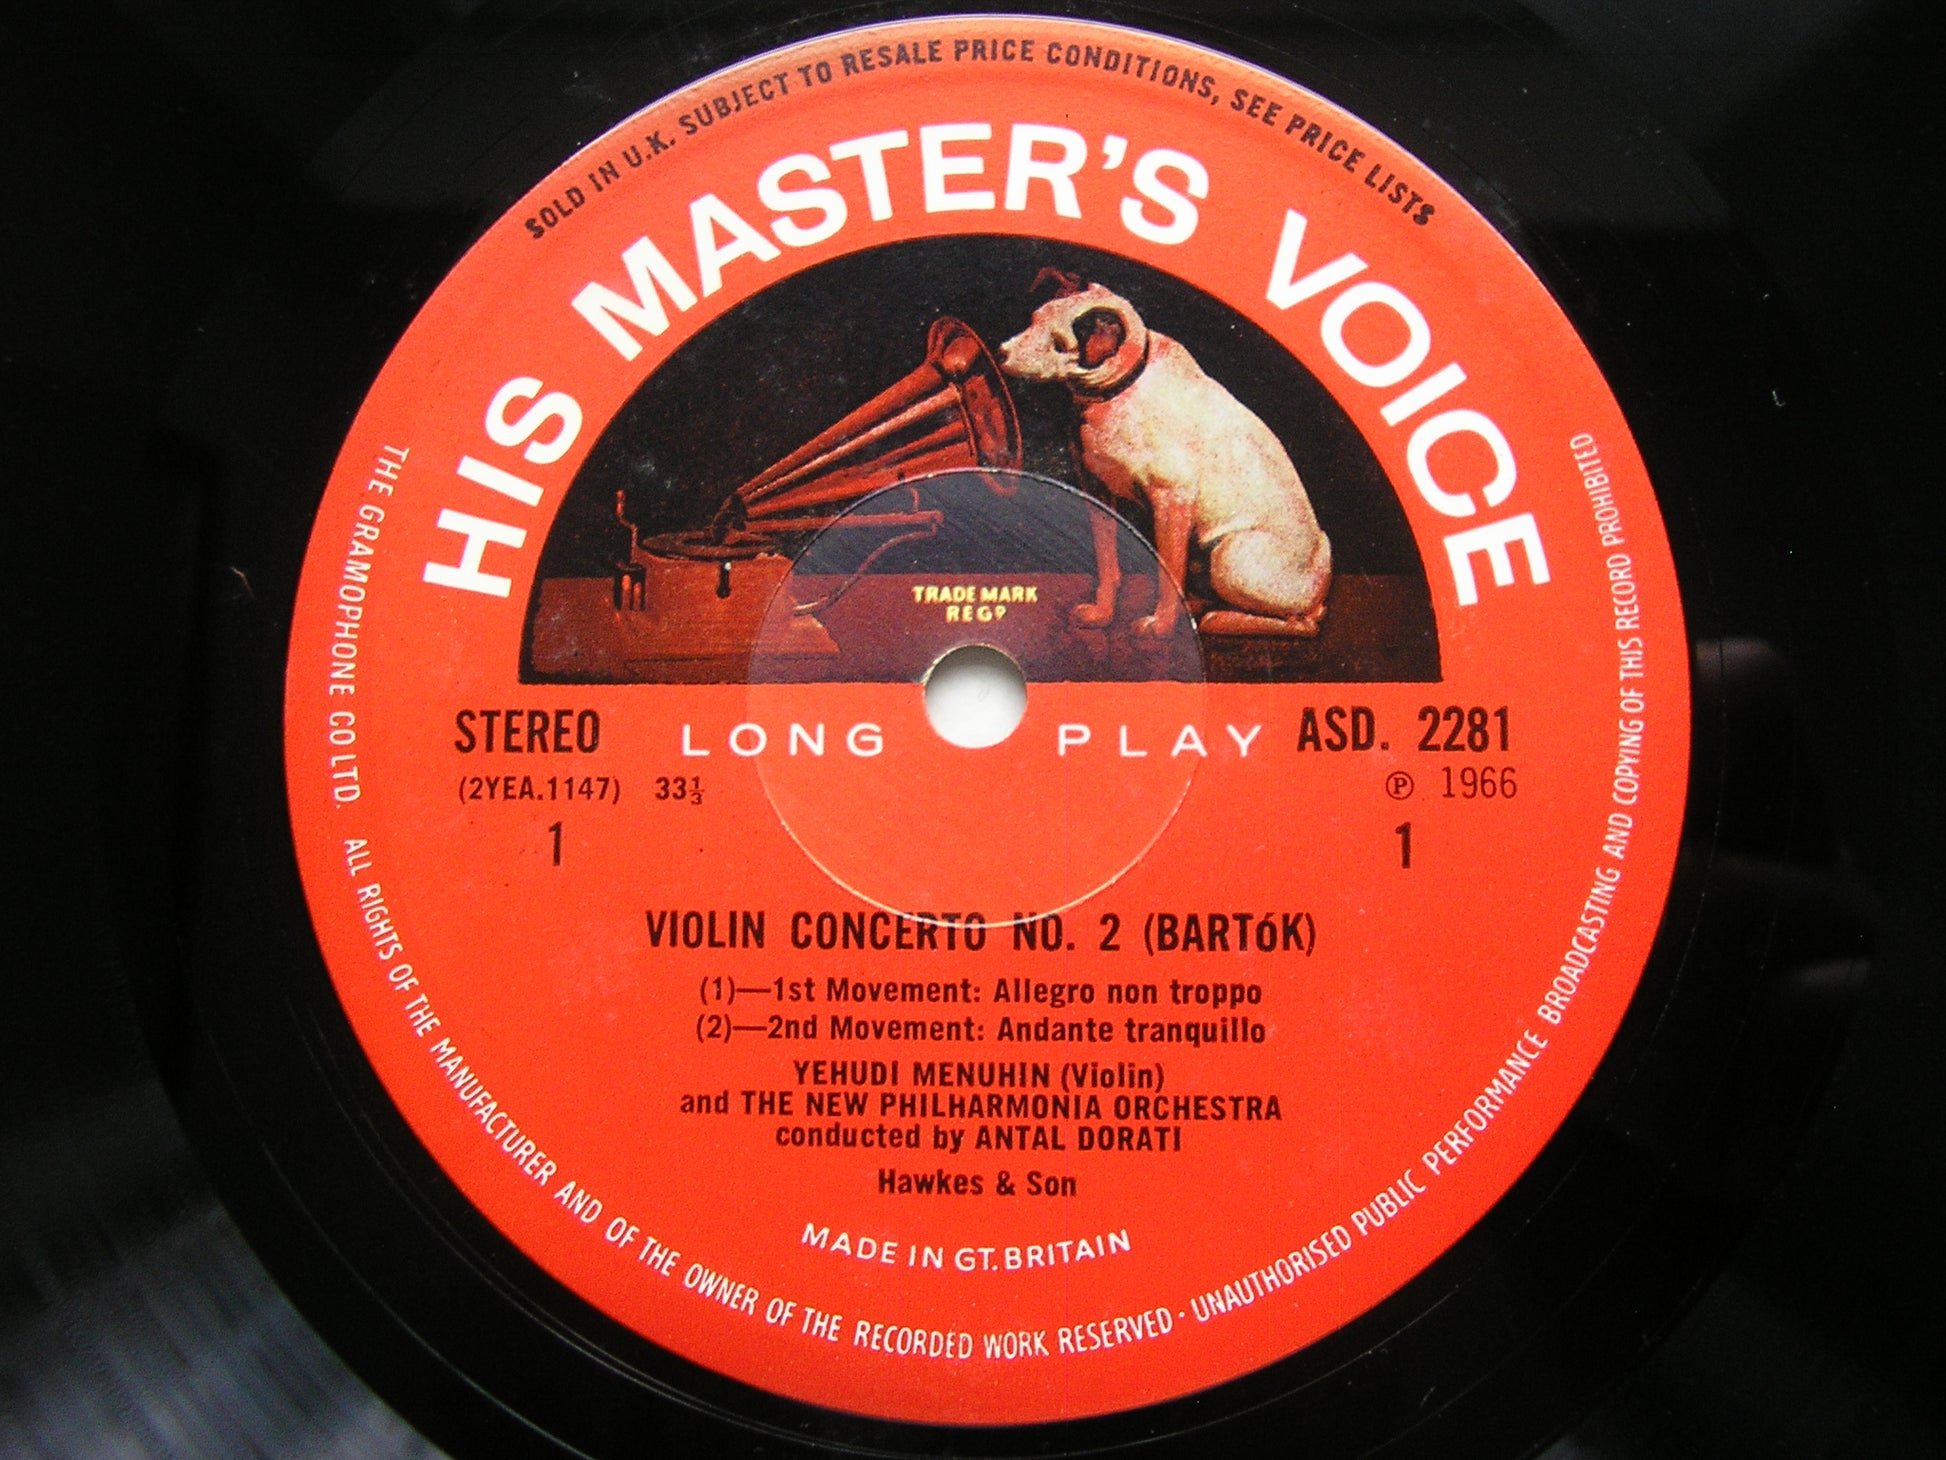 SOLD IN U.K. SUBJECT TO RESALE PRICE CONDITIONS, SEE PRICE LISTS
HIS MASTER'S VOICE
TRADE MARK
REGD
STEREO LONG PLAY ASD. 2281
(2YEA.1147) 33⅓ ℗ 1966
1 1
VIOLIN CONCERTO NO. 2 (BARTóK)
(1)—1st Movement: Allegro non troppo
(2)—2nd Movement: Andante tranquillo
YEHUDI MENUHIN (Violin)
and THE NEW PHILHARMONIA ORCHESTRA
conducted by ANTAL DORATI
Hawkes & Son
MADE IN GT. BRITAIN
THE GRAMOPHONE CO LTD. ALL RIGHTS OF THE MANUFACTURER AND OF THE OWNER OF THE RECORDED WORK RESERVED · UNAUTHORISED PUBLIC PERFORMANCE BROADCASTING AND COPYING OF THIS RECORD PROHIBITED